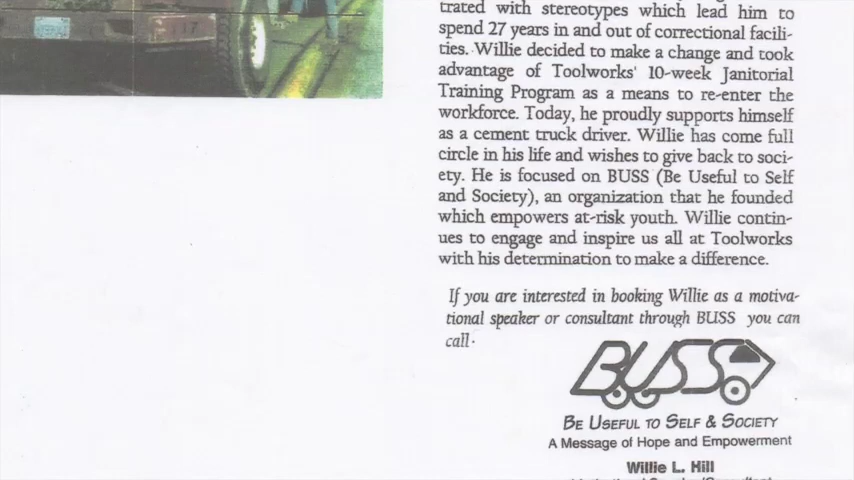 trated with stereotypes which lead him to
spend 27 years in and out of correctional facili-
ties. Willie decided to make a change and took
advantage of Toolworks' 10-week Janitorial
Training Program as a means to re-enter the
workforce. Today, he proudly supports himself
as a cement truck driver. Willie has come full
circle in his life and wishes to give back to soci-
ety. He is focused on BUSS (Be Useful to Self
and Society), an organization that he founded
which empowers at-risk youth. Willie contin-
ues to engage and inspire us all at Toolworks
with his determination to make a difference.
If you are interested in booking Willie as a motiva-
tional speaker or consultant through BUSS you can
call·
BUSS
BE USEFUL TO SELF & SOCIETY
A Message of Hope and Empowerment
Willie L. Hill